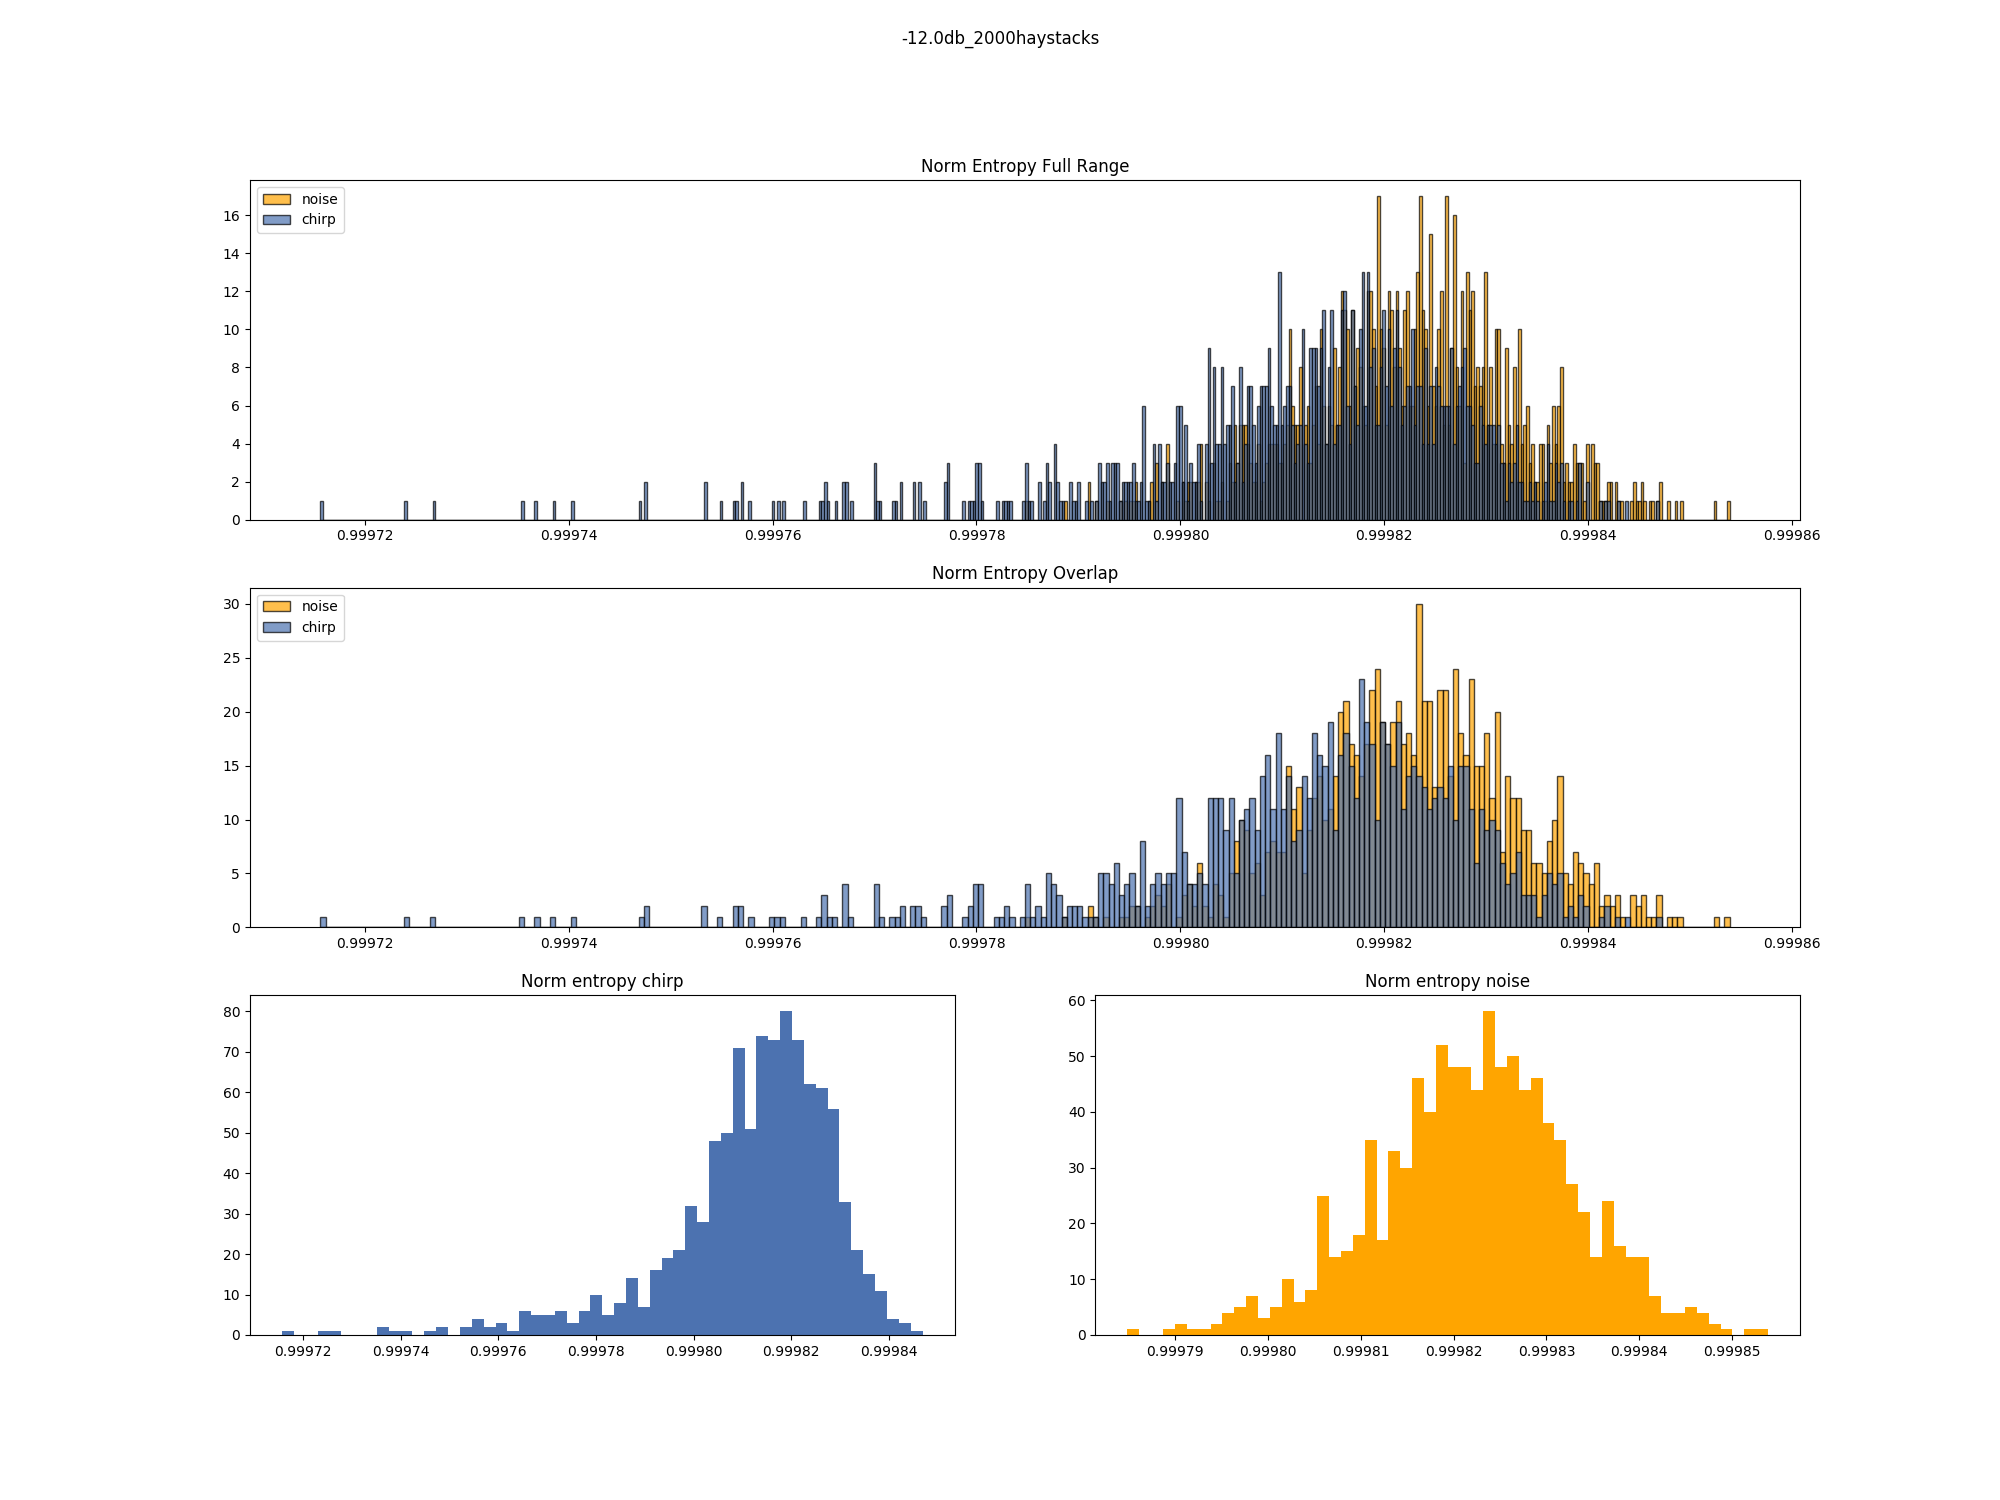 -12.0db_2000haystacks
Norm Entropy Full Range
noise
chirp
16
14
12
10
8
6
4
2
0
0.99972 0.99974 0.99976 0.99978 0.99980 0.99982 0.99984 0.99986
Norm Entropy Overlap
noise
chirp
30
25
20
15
10
5
0
0.99972 0.99974 0.99976 0.99978 0.99980 0.99982 0.99984 0.99986
Norm entropy chirp
80
70
60
50
40
30
20
10
0
0.99972 0.99974 0.99976 0.99978 0.99980 0.99982 0.99984
Norm entropy noise
60
50
40
30
20
10
0
0.99979 0.99980 0.99981 0.99982 0.99983 0.99984 0.99985